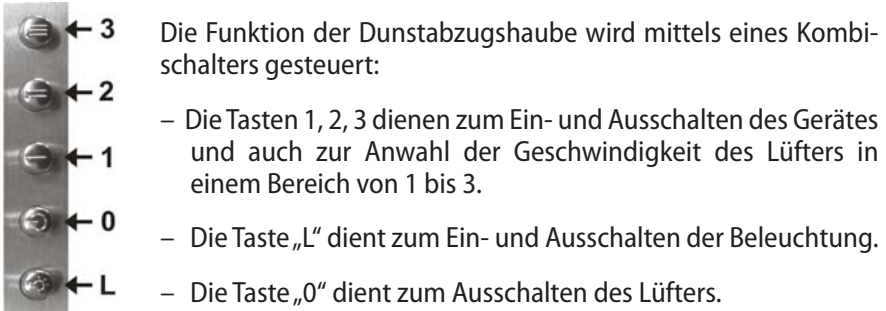 3
2
1
0
L
Die Funktion der Dunstabzugshaube wird mittels eines Kombi-
schalters gesteuert:
– Die Tasten 1, 2, 3 dienen zum Ein- und Ausschalten des Gerätes
und auch zur Anwahl der Geschwindigkeit des Lüfters in
einem Bereich von 1 bis 3.
– Die Taste „L“ dient zum Ein- und Ausschalten der Beleuchtung.
– Die Taste „0“ dient zum Ausschalten des Lüfters.